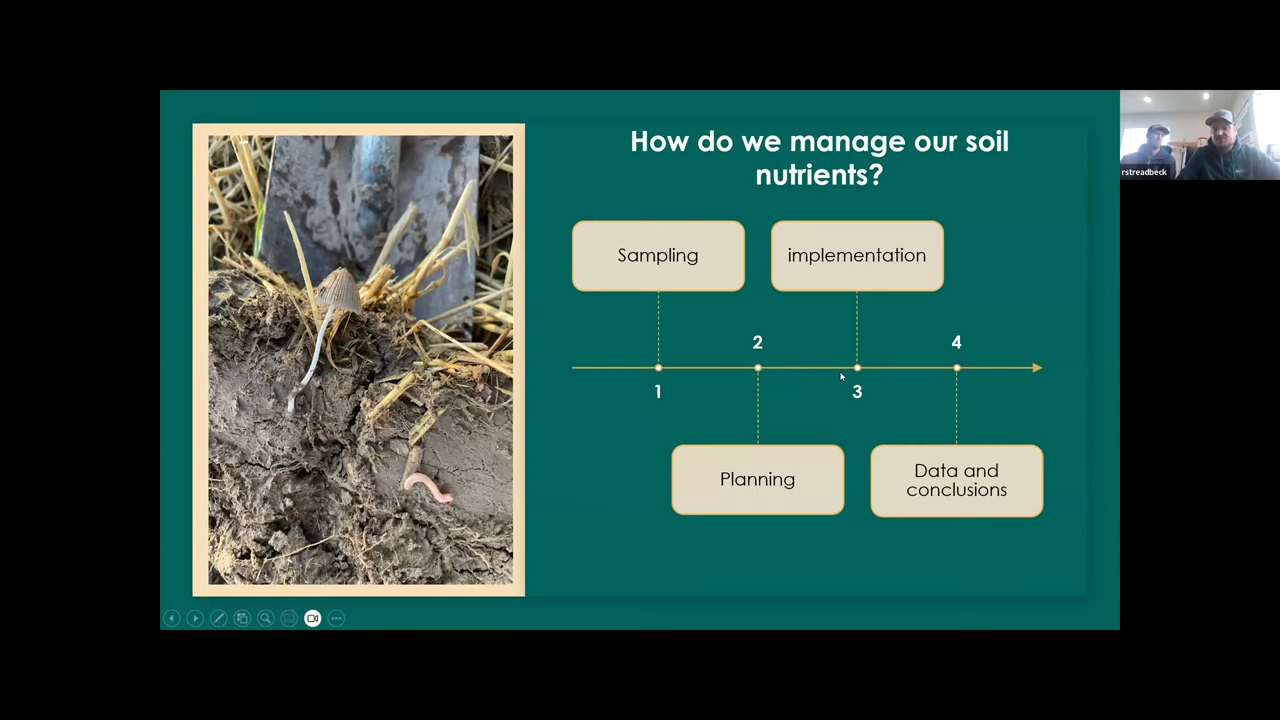 How do we manage our soil
nutrients?
Sampling
implementation
2
4
1
3
Planning
Data and
conclusions
rstreadbeck